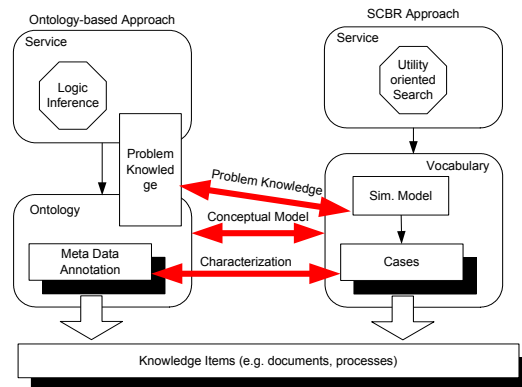 Ontology-based Approach
SCBR Approach
Service
Service
Logic
Inference
Utility
oriented
Search
Problem
Knowled
ge
Problem Knowledge
Vocabulary
Sim. Model
Ontology
Conceptual Model
Meta Data
Annotation
Characterization
Cases
Knowledge Items (e.g. documents, processes)